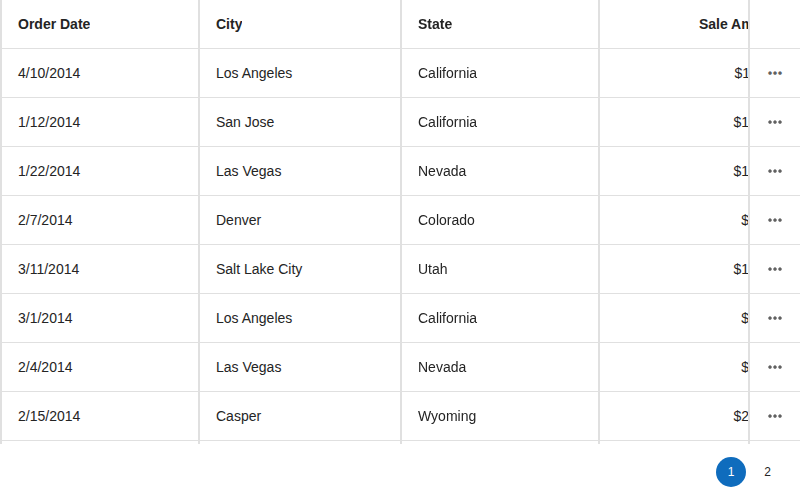 Order Date City State Sale Am
4/10/2014 Los Angeles California $1
1/12/2014 San Jose California $1
1/22/2014 Las Vegas Nevada $1
2/7/2014 Denver Colorado $
3/11/2014 Salt Lake City Utah $1
3/1/2014 Los Angeles California $
2/4/2014 Las Vegas Nevada $
2/15/2014 Casper Wyoming $2
1 2